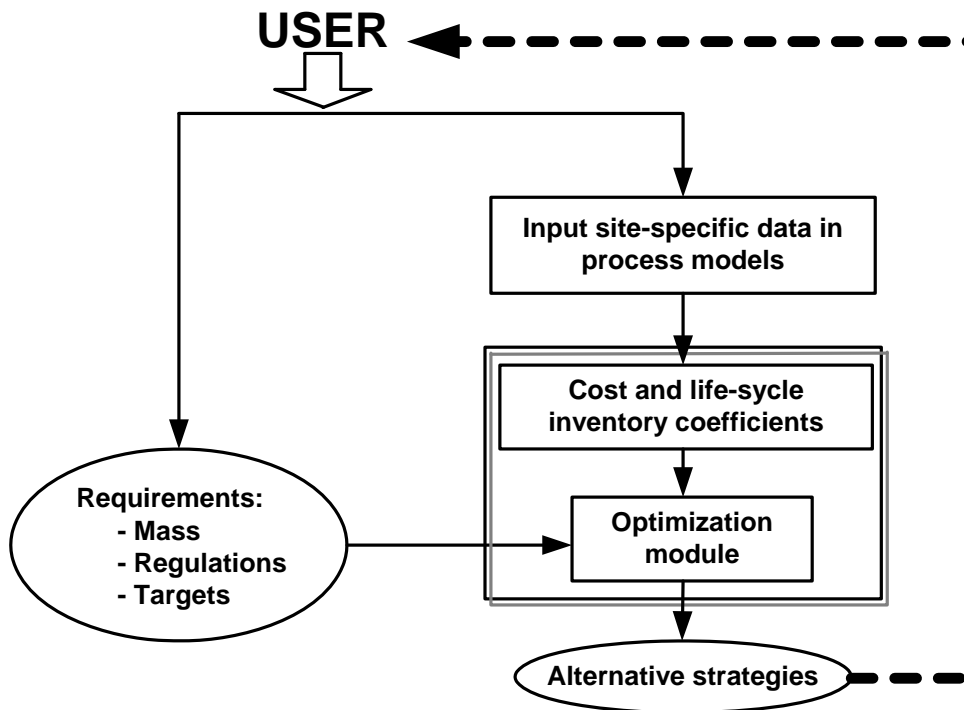 USER
Input site-specific data in
process models
Cost and life-sycle
inventory coefficients
Requirements:
- Mass
- Regulations
- Targets
Optimization
module
Alternative strategies